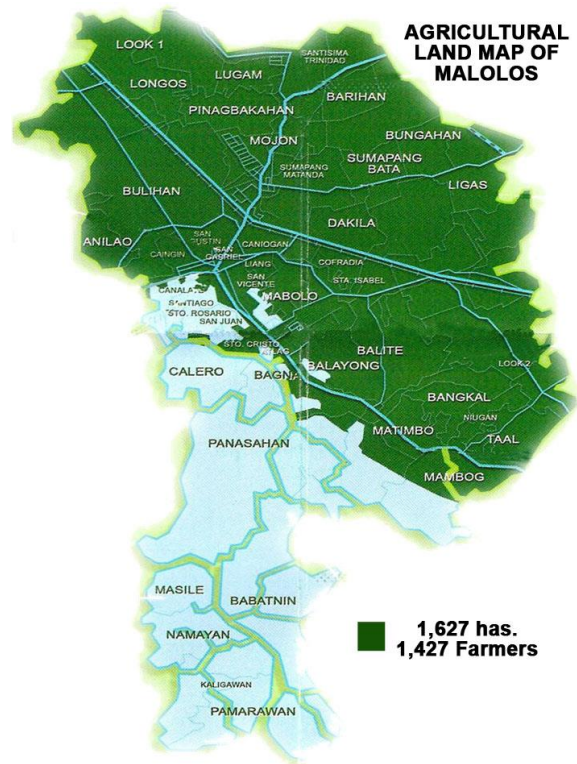 AGRICULTURAL
LAND MAP OF
MALOLOS
LOOK 1
LUGAM
SANTISIMA
TRINIDAD
LONGOS
BARIHAN
PINAGBAKAHAN
MOJON
BUNGAHAN
SUMAPANG
BATA
SUMAPANG
MATANDA
LIGAS
BULIHAN
DAKILA
ANILAO
SAN
GABRIEL
CANIOGAN
CAINGIN
LIANG
COFRADIA
SAN
VICENTE
STA. ISABEL
MABOLO
SANTIAGO
STO. ROSARIO
SAN JUAN
STO. CRISTO
ATLAG
BALITE
CALERO
BAGNA
BALAYONG
LOOK 2
BANGKAL
NIUGAN
MATIMBO
TAAL
PANASAHAN
MAMBOG
MASILE
BABATNIN
NAMAYAN
KALIGAWAN
PAMARAWAN
1,627 has.
1,427 Farmers